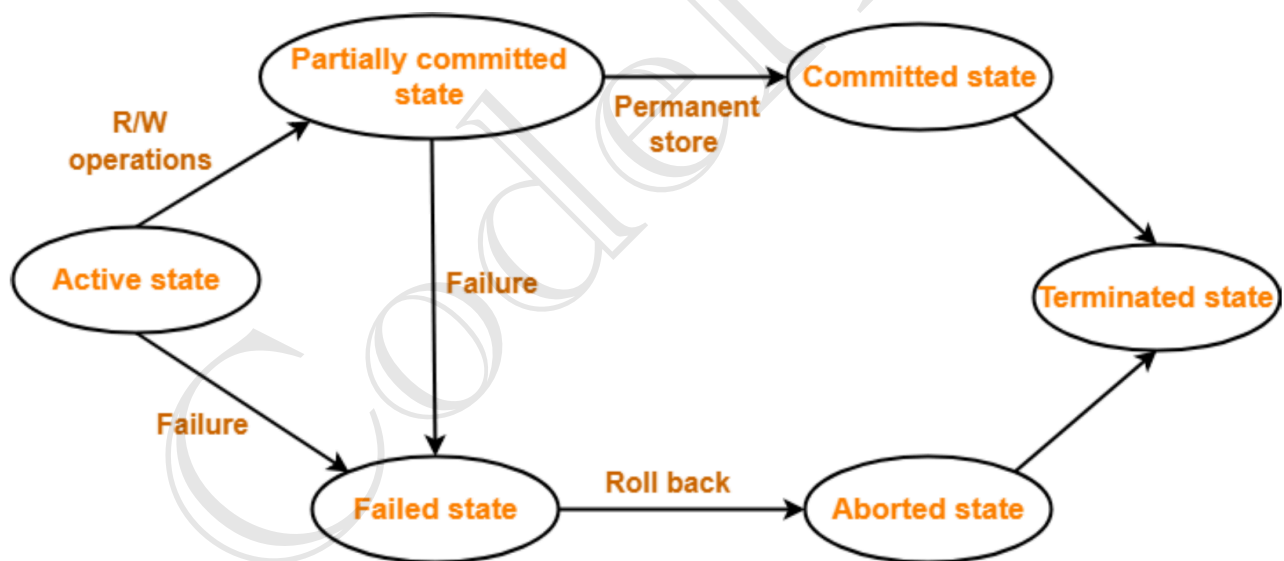 Partially committed
state
Committed state
Permanent
store
R/W
operations
Active state
Failure
Terminated state
Failure
Roll back
Failed state
Aborted state